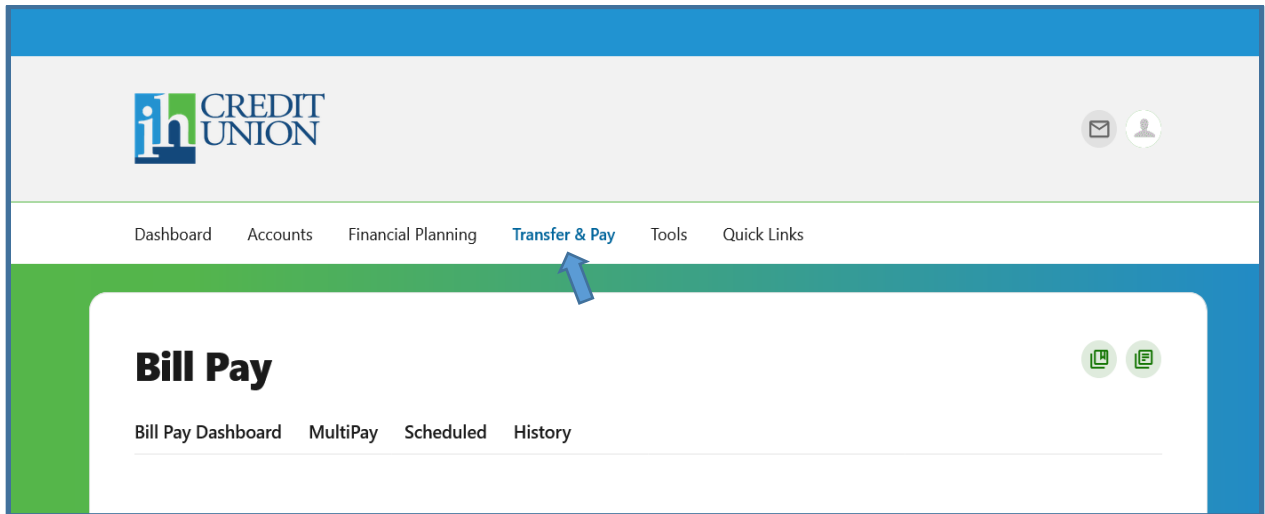 ih CREDIT
UNION
Dashboard Accounts Financial Planning Transfer & Pay Tools Quick Links
Bill Pay
Bill Pay Dashboard MultiPay Scheduled History